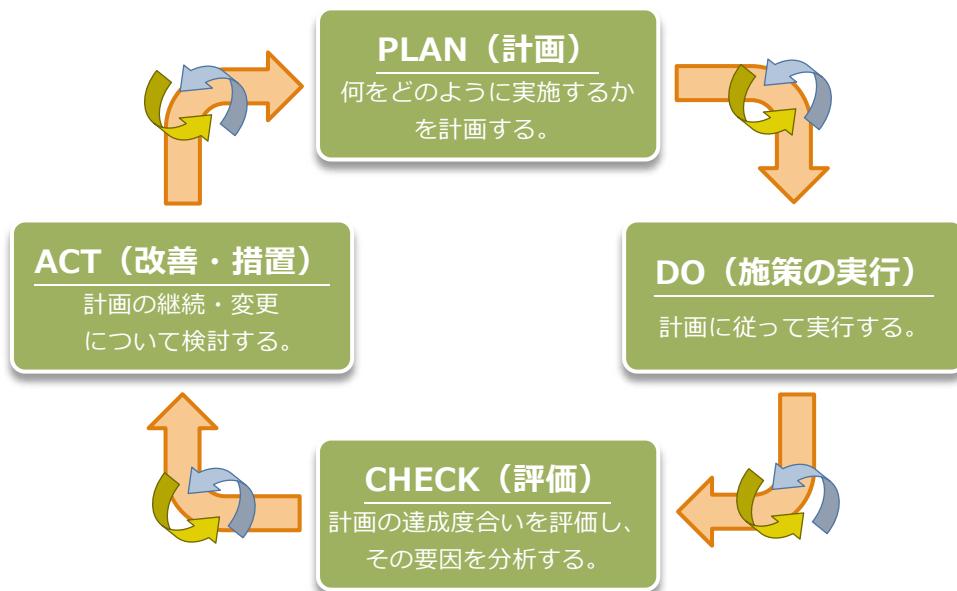 PLAN（計画）
何をどのように実施するか
を計画する。
DO（施策の実行）
計画に従って実行する。
CHECK（評価）
計画の達成度合いを評価し、
その要因を分析する。
ACT（改善・措置）
計画の継続・変更
について検討する。